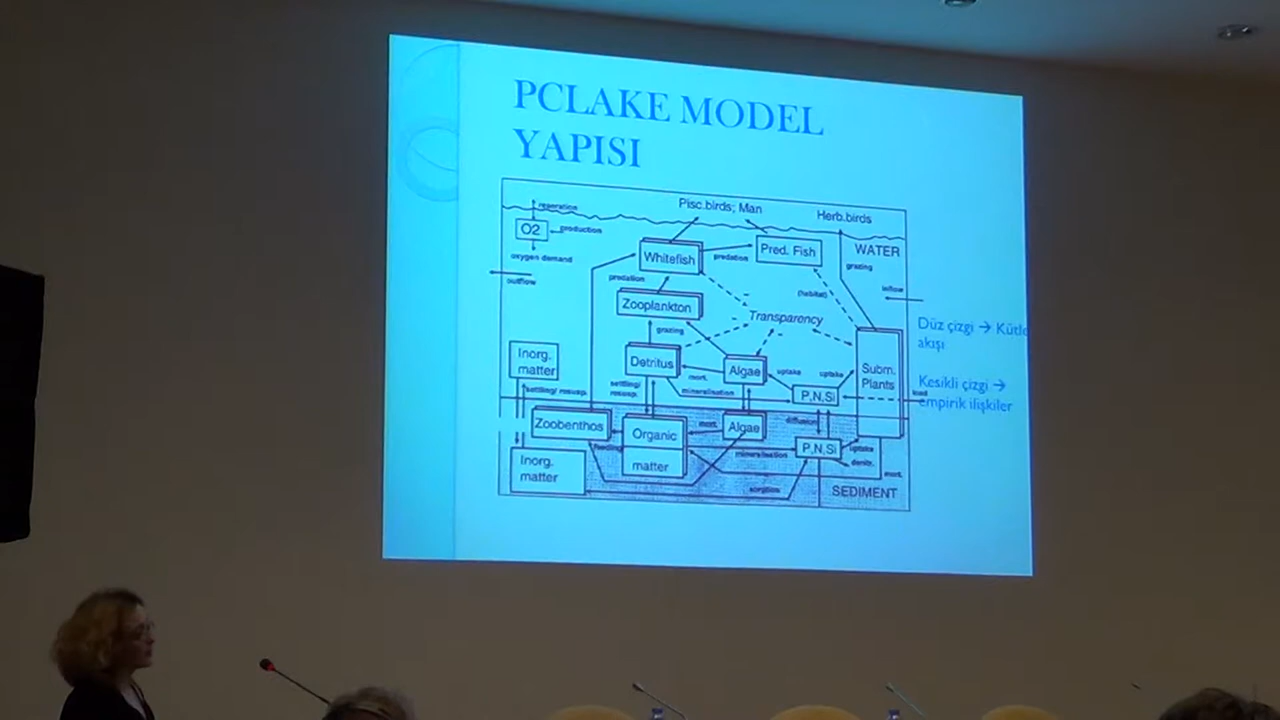 PCLAKE MODEL
YAPISI
reaeration
Pisc.birds; Man
Herb.birds
O2
production
oxygen demand
outflow
Whitefish
predation
Pred. Fish
WATER
grazing
predation
(habitat)
inflow
Zooplankton
Transparency
grazing
Düz çizgi → Kütle
akışı
Inorg.
matter
Detritus
Algae
uptake
uptake
Subm.
Plants
mort.
mineralisation
settling/ resusp.
settling/
resusp.
P,N,Si
load
Kesikli çizgi →
empirik ilişkiler
Zoobenthos
Organic
matter
mort.
Algae
diffusion
feeding
mineralisation
P,N,Si
uptake
denitr.
mort.
Inorg.
matter
sorption
SEDIMENT